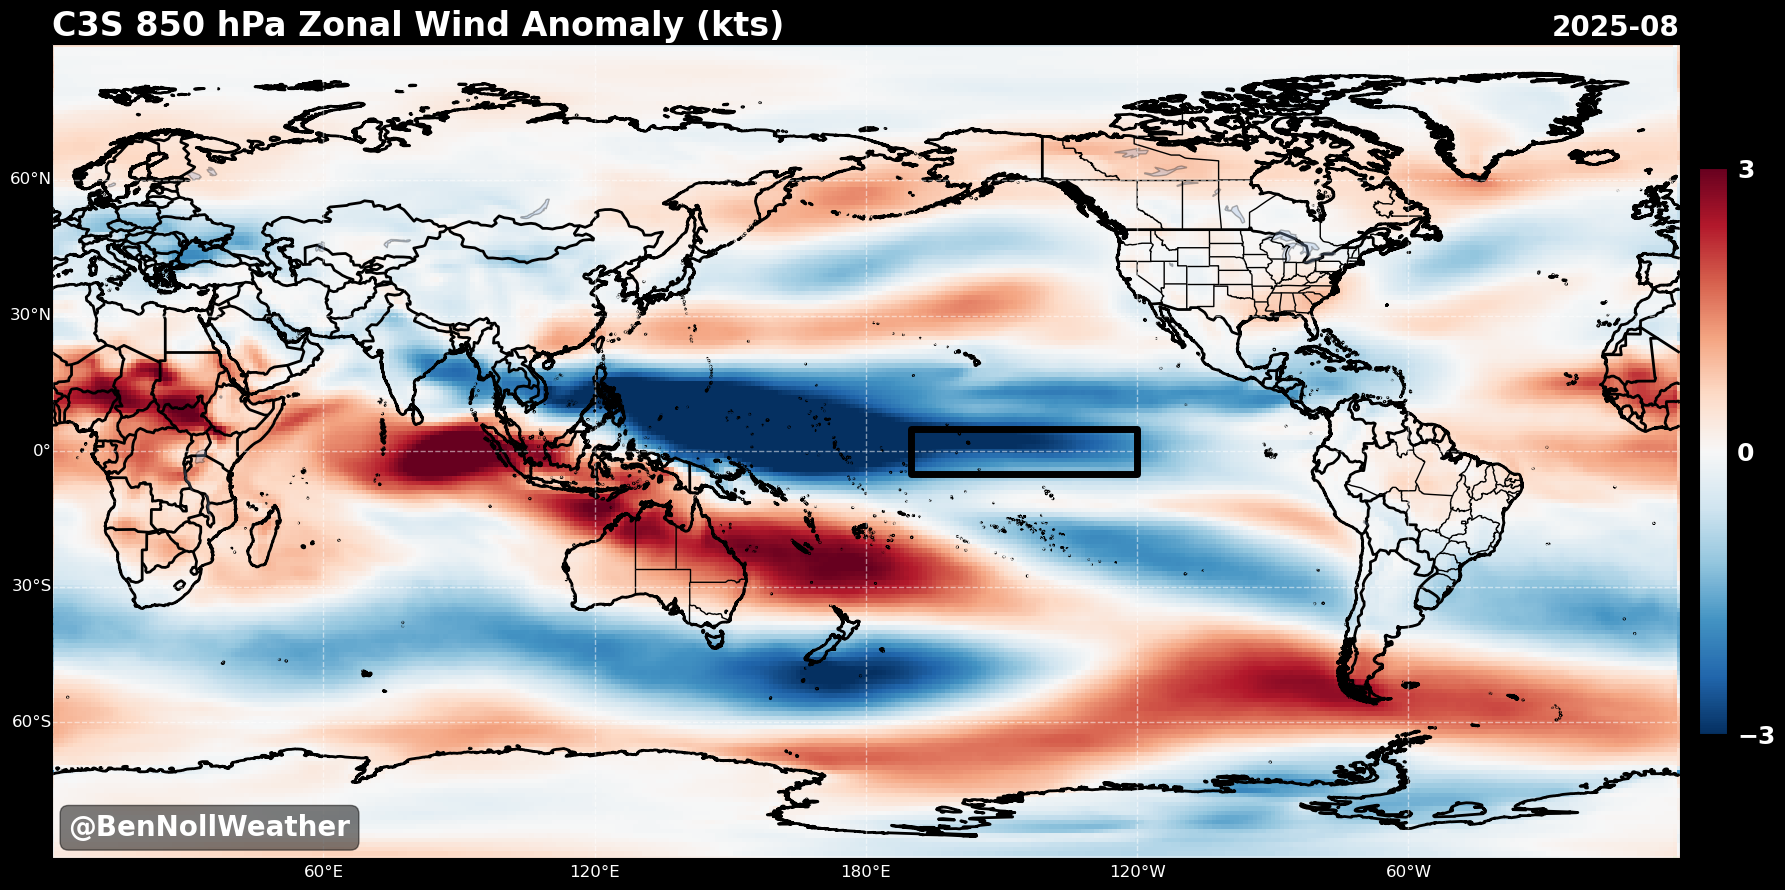 C3S 850 hPa Zonal Wind Anomaly (kts)
2025-08
60°N
30°N
0°
30°S
60°S
60°E
120°E
180°E
120°W
60°W
3
0
−3
@BenNollWeather